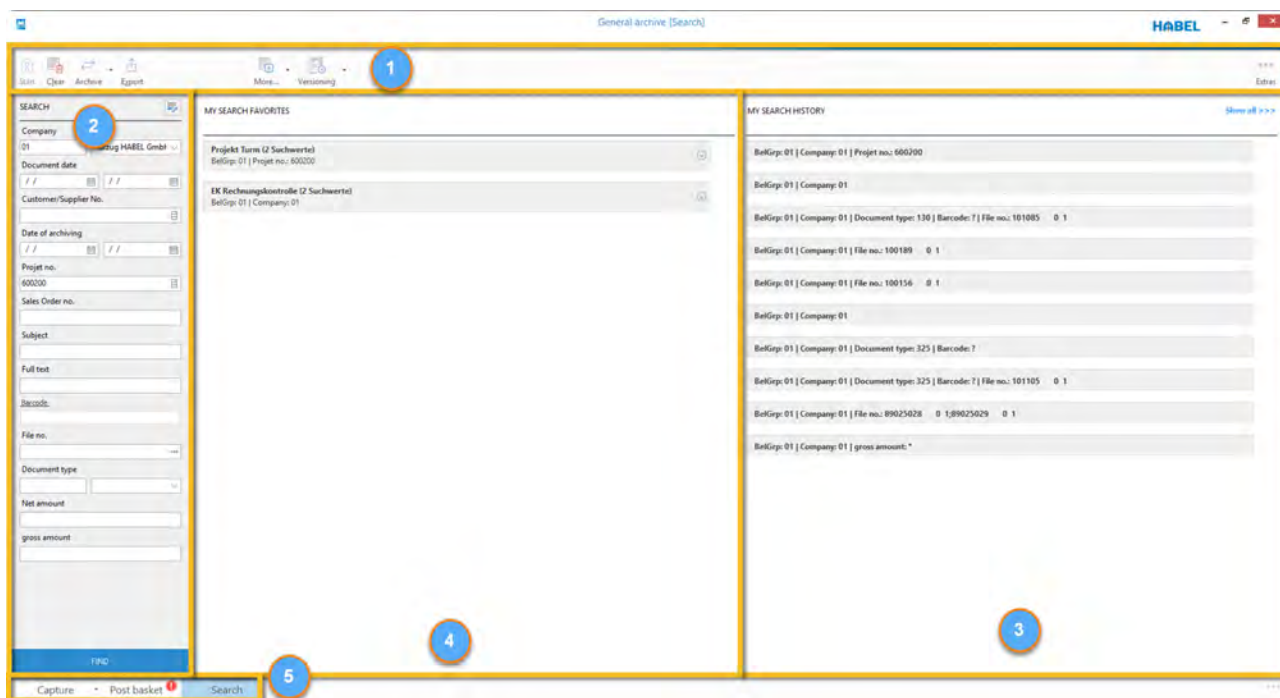 General archive [Search]
HABEL
Scan Clear Archive Export More... Versioning Extras
1
SEARCH
2
Company
01
zug HABEL GmbH
Document date
/ / / /
Customer/Supplier No.
Date of archiving
/ / / /
Projet no.
600200
Sales Order no.
Subject
Full text
Barcode
File no.
Document type
Net amount
gross amount
FIND
MY SEARCH FAVORITES
Projekt Turm (2 Suchwerte)
BelGrp: 01 | Projet no.: 600200
EK Rechnungskontrolle (2 Suchwerte)
BelGrp: 01 | Company: 01
4
MY SEARCH HISTORY
Show all >>>
BelGrp: 01 | Company: 01 | Projet no.: 600200
BelGrp: 01 | Company: 01
BelGrp: 01 | Company: 01 | Document type: 130 | Barcode: ? | File no.: 101085 0 1
BelGrp: 01 | Company: 01 | File no.: 100189 0 1
BelGrp: 01 | Company: 01 | File no.: 100156 0 1
BelGrp: 01 | Company: 01
BelGrp: 01 | Company: 01 | Document type: 325 | Barcode: ?
BelGrp: 01 | Company: 01 | Document type: 325 | Barcode: ? | File no.: 101105 0 1
BelGrp: 01 | Company: 01 | File no.: 89025028 0 1;89025029 0 1
BelGrp: 01 | Company: 01 | gross amount: *
3
Capture Post basket ! Search
5